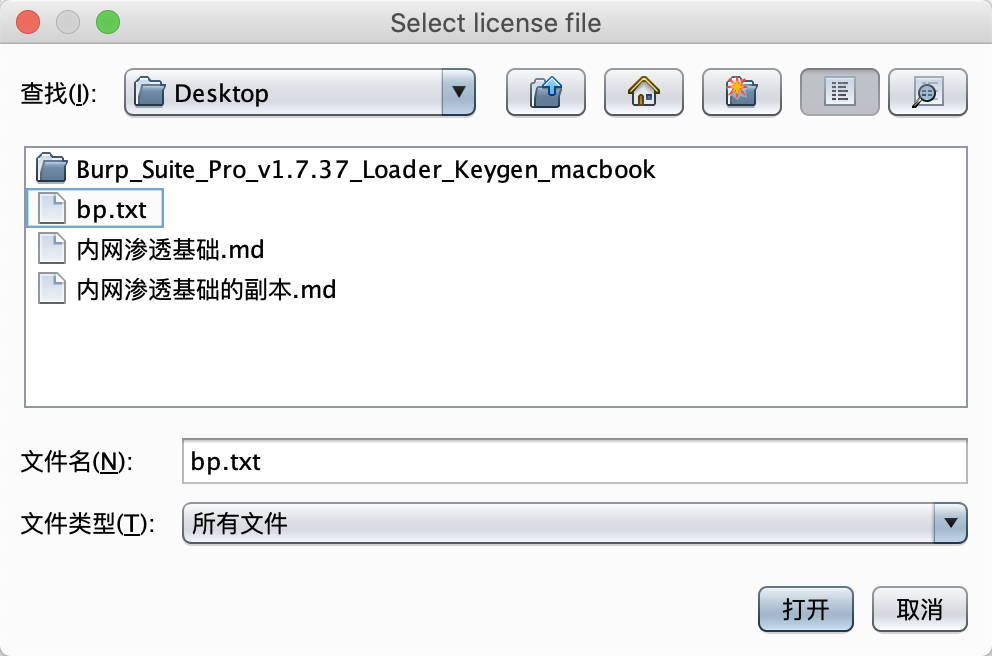 Select license file
查找(I): Desktop
Burp_Suite_Pro_v1.7.37_Loader_Keygen_macbook
bp.txt
内网渗透基础.md
内网渗透基础的副本.md
文件名(N): bp.txt
文件类型(T): 所有文件
打开 取消